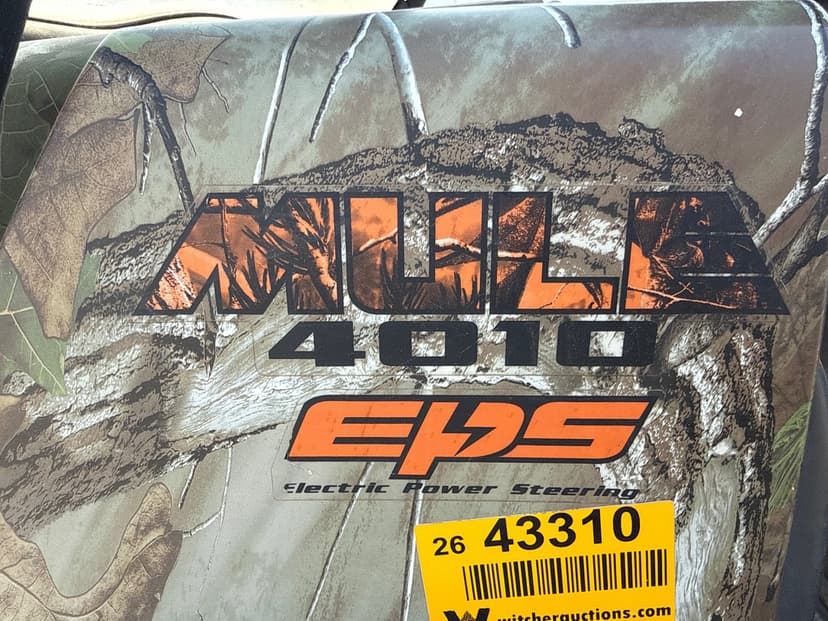 MULE
4010
EPS
Electric Power Steering
26 43310
witcherauctions.com